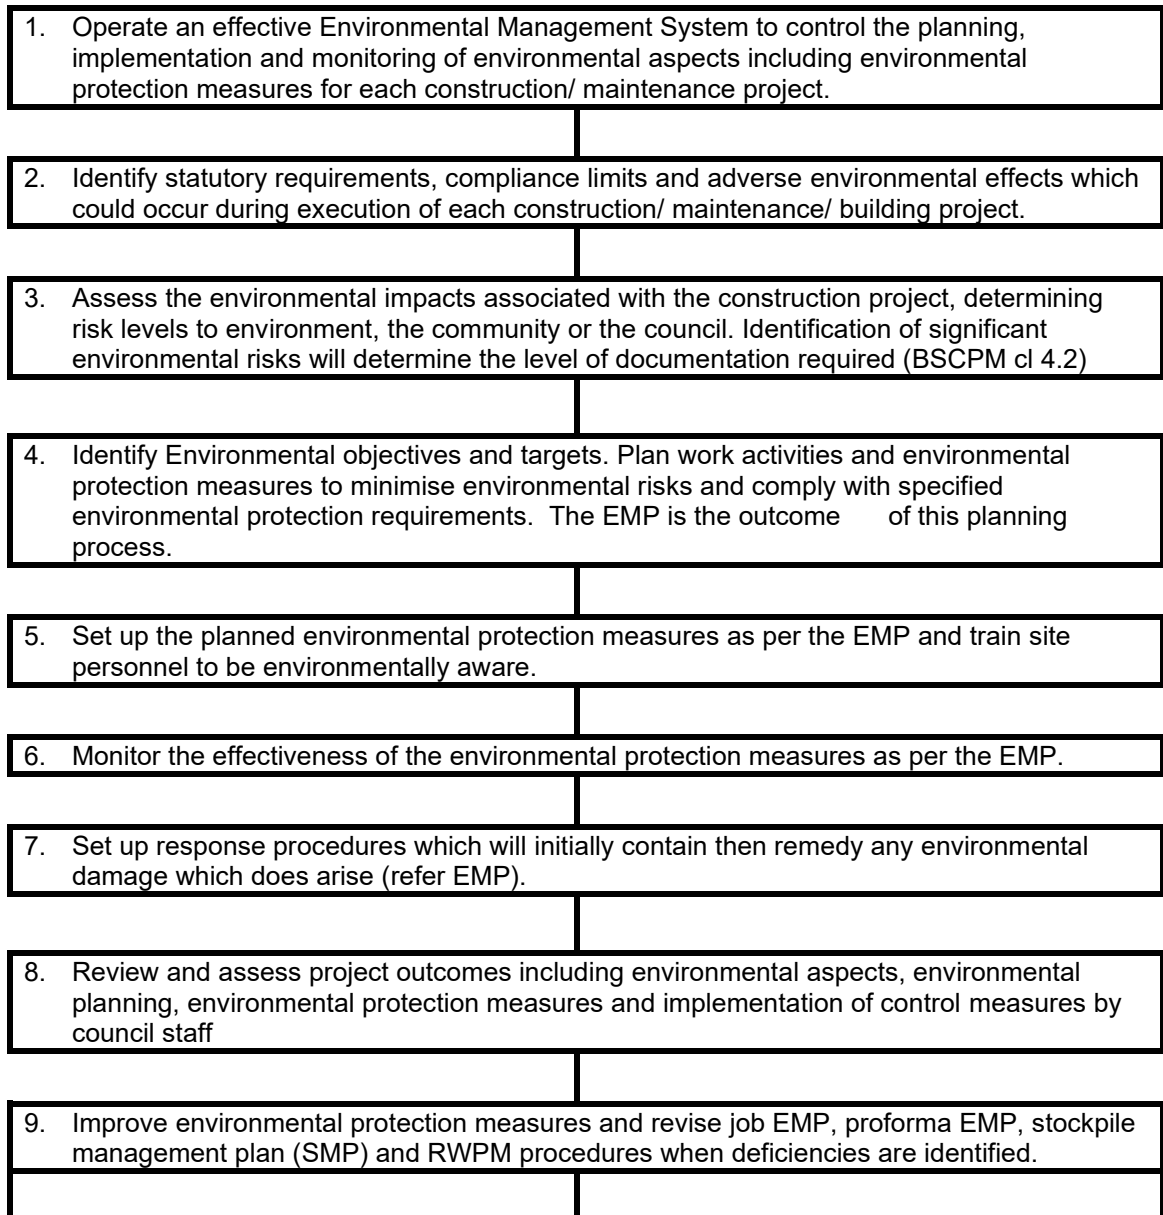 1. Operate an effective Environmental Management System to control the planning,
implementation and monitoring of environmental aspects including environmental
protection measures for each construction/ maintenance project.
2. Identify statutory requirements, compliance limits and adverse environmental effects which
could occur during execution of each construction/ maintenance/ building project.
3. Assess the environmental impacts associated with the construction project, determining
risk levels to environment, the community or the council. Identification of significant
environmental risks will determine the level of documentation required (BSCPM cl 4.2)
4. Identify Environmental objectives and targets. Plan work activities and environmental
protection measures to minimise environmental risks and comply with specified
environmental protection requirements.  The EMP is the outcome      of this planning
process.
5. Set up the planned environmental protection measures as per the EMP and train site
personnel to be environmentally aware.
6. Monitor the effectiveness of the environmental protection measures as per the EMP.
7. Set up response procedures which will initially contain then remedy any environmental
damage which does arise (refer EMP).
8. Review and assess project outcomes including environmental aspects, environmental
planning, environmental protection measures and implementation of control measures by
council staff
9. Improve environmental protection measures and revise job EMP, proforma EMP, stockpile
management plan (SMP) and RWPM procedures when deficiencies are identified.